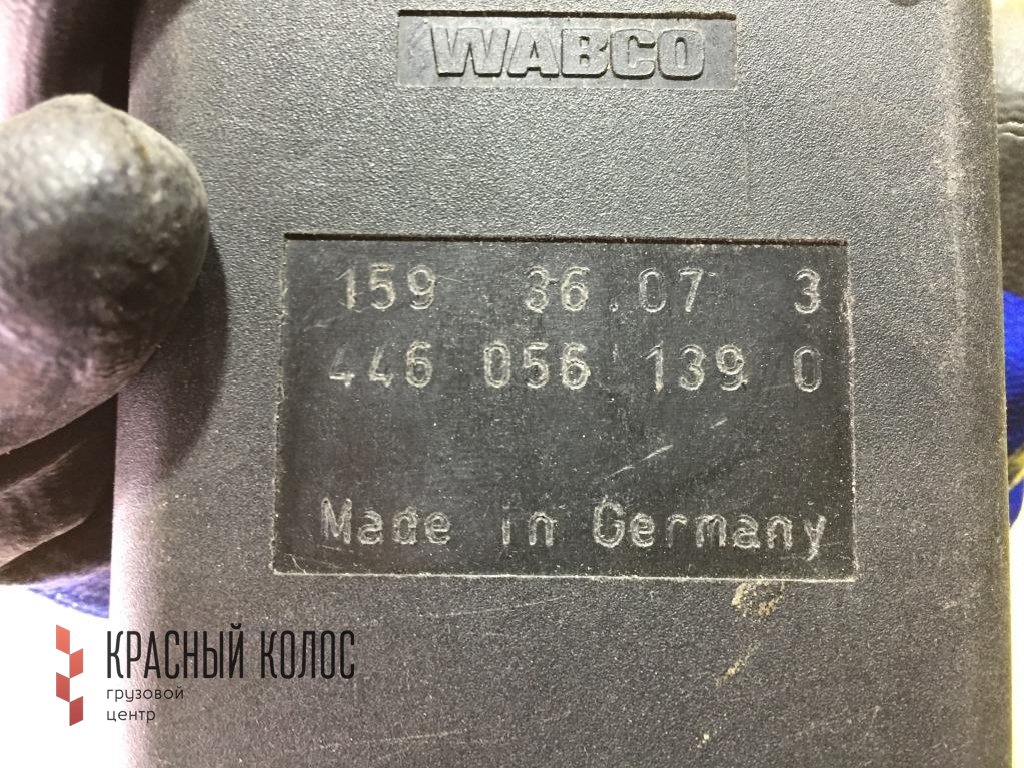 WABCO
159 36.07 3
446 056 139 0
Made in Germany
КРАСНЫЙ КОЛОС
грузовой
центр